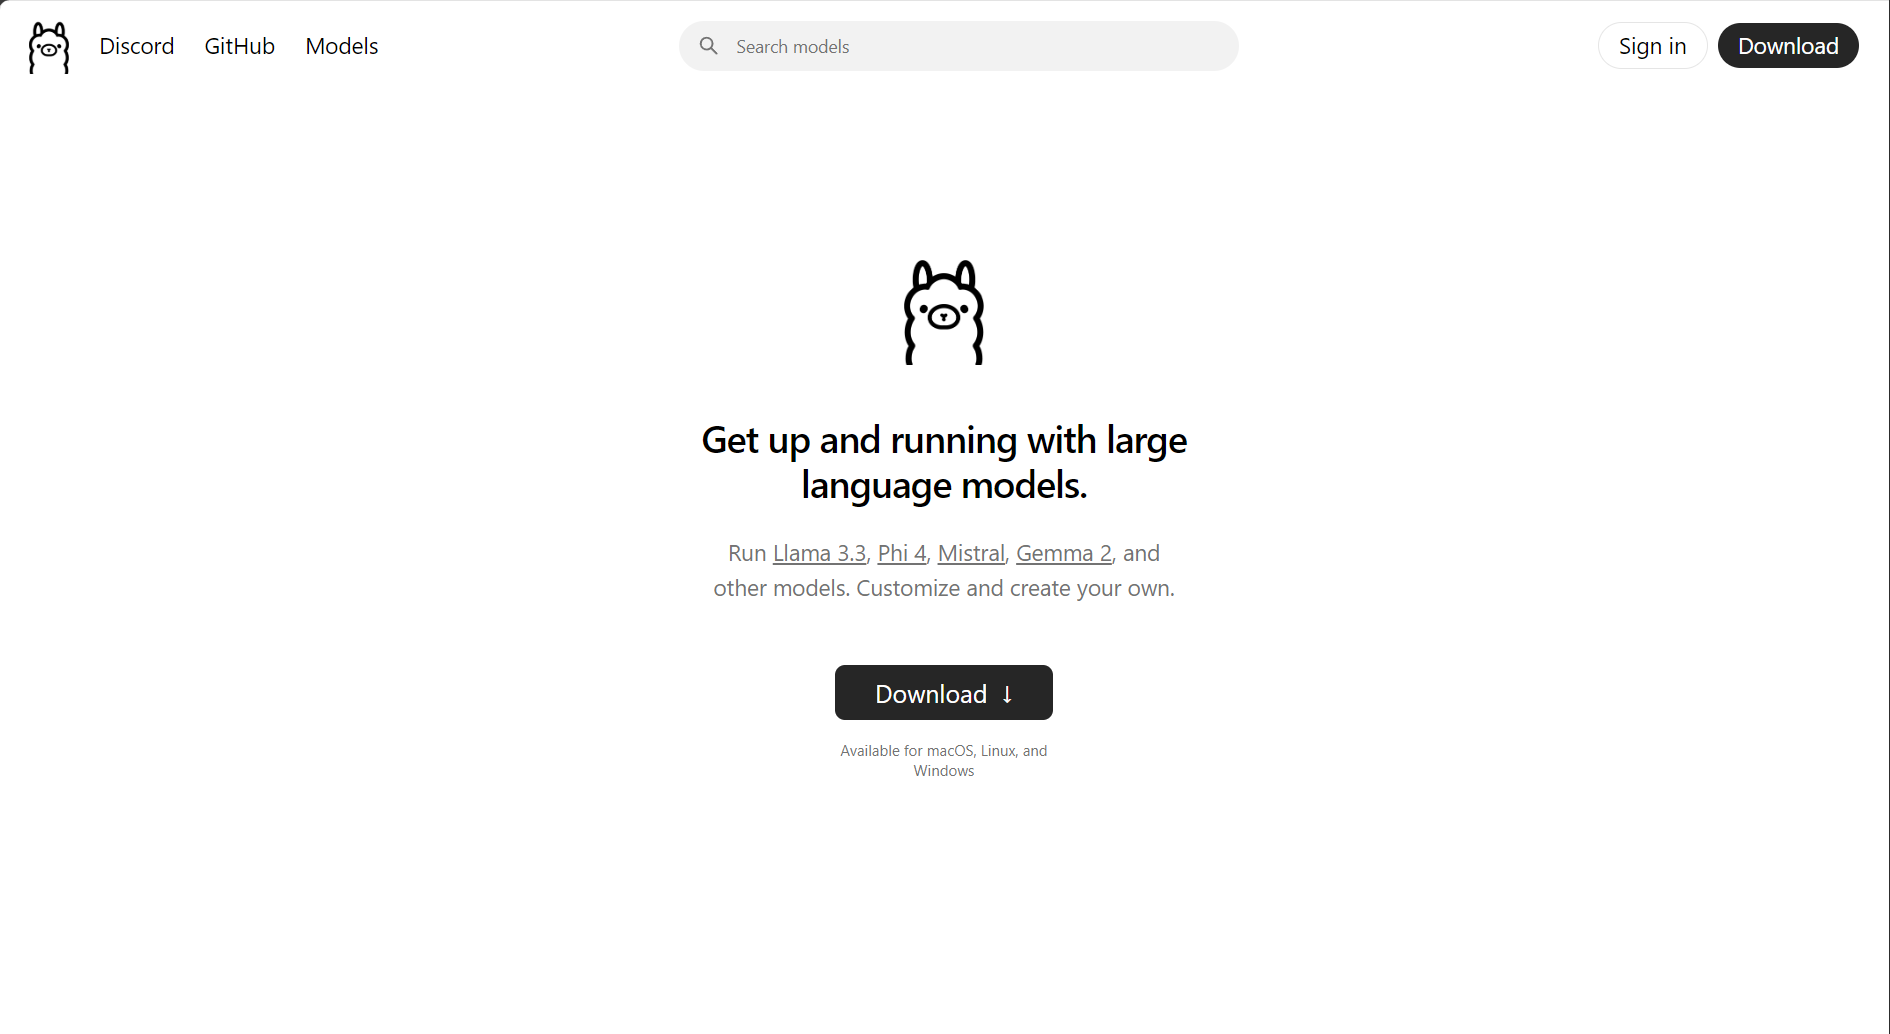 Discord GitHub Models Search models Sign in Download
Get up and running with large
language models.
Run Llama 3.3, Phi 4, Mistral, Gemma 2, and
other models. Customize and create your own.
Download ↓
Available for macOS, Linux, and
Windows